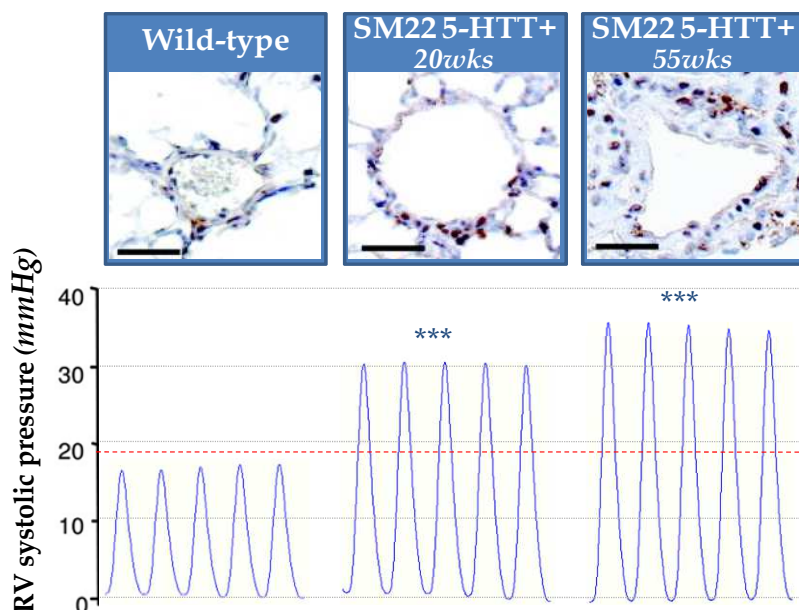 Wild-type
SM22 5-HTT+
20wks
SM22 5-HTT+
55wks
RV systolic pressure (mmHg)
40
30
20
10
0
***
***